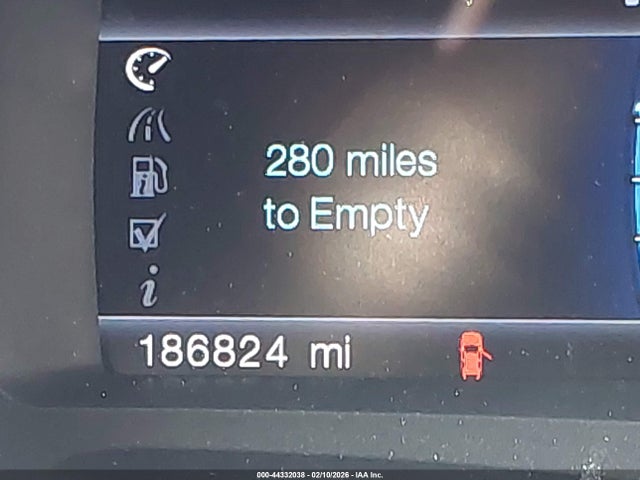 280 miles
to Empty
186824 mi
000-44332038 - 02/10/2026 - IAA Inc.